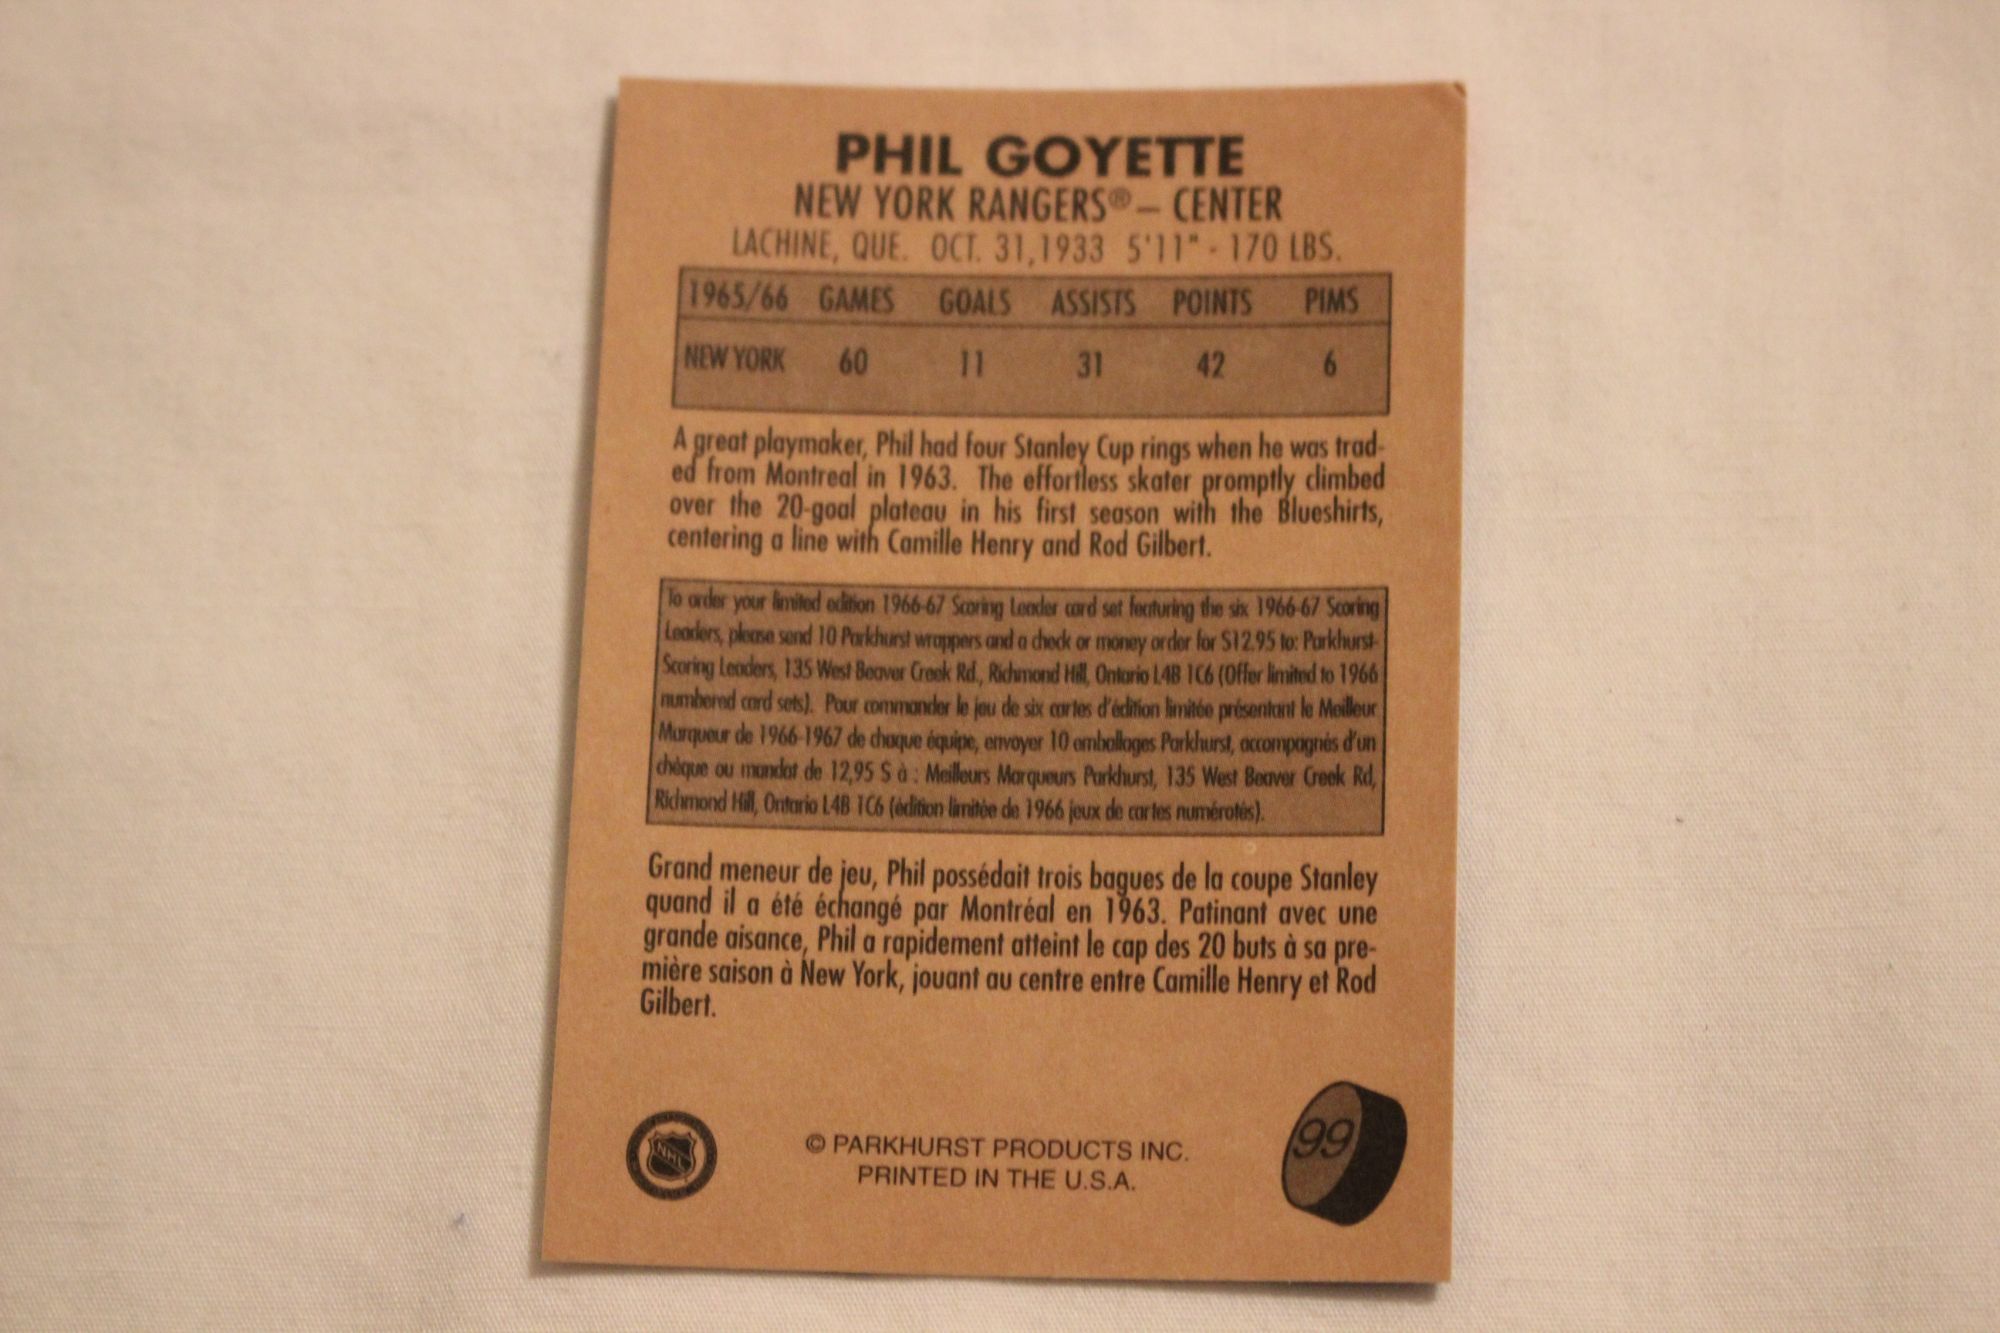 PHIL GOYETTE
NEW YORK RANGERS® – CENTER
LACHINE, QUE. OCT. 31,1933 5'11" - 170 LBS.
1965/66 GAMES GOALS ASSISTS POINTS PIMS
NEW YORK 60 11 31 42 6
A great playmaker, Phil had four Stanley Cup rings when he was trad-
ed from Montreal in 1963. The effortless skater promptly climbed
over the 20-goal plateau in his first season with the Blueshirts,
centering a line with Camille Henry and Rod Gilbert.
To order your limited edition 1966-67 Scoring Leader card set featuring the six 1966-67 Scoring
Leaders, please send 10 Parkhurst wrappers and a check or money order for $12.95 to: Parkhurst-
Scoring Leaders, 135 West Beaver Creek Rd., Richmond Hill, Ontario L4B 1C6 (Offer limited to 1966
numbered card sets). Pour commander le jeu de six cartes d'édition limitée présentant le Meilleur
Marqueur de 1966-1967 de chaque équipe, envoyer 10 emballages Parkhurst, accompagnés d'un
chèque ou mandat de 12,95 $ à : Meilleurs Marqueurs Parkhurst, 135 West Beaver Creek Rd,
Richmond Hill, Ontario L4B 1C6 (édition limitée de 1966 jeux de cartes numérotés).
Grand meneur de jeu, Phil possédait trois bagues de la coupe Stanley
quand il a été échangé par Montréal en 1963. Patinant avec une
grande aisance, Phil a rapidement atteint le cap des 20 buts à sa pre-
mière saison à New York, jouant au centre entre Camille Henry et Rod
Gilbert.
NHL
© PARKHURST PRODUCTS INC.
PRINTED IN THE U.S.A.
99